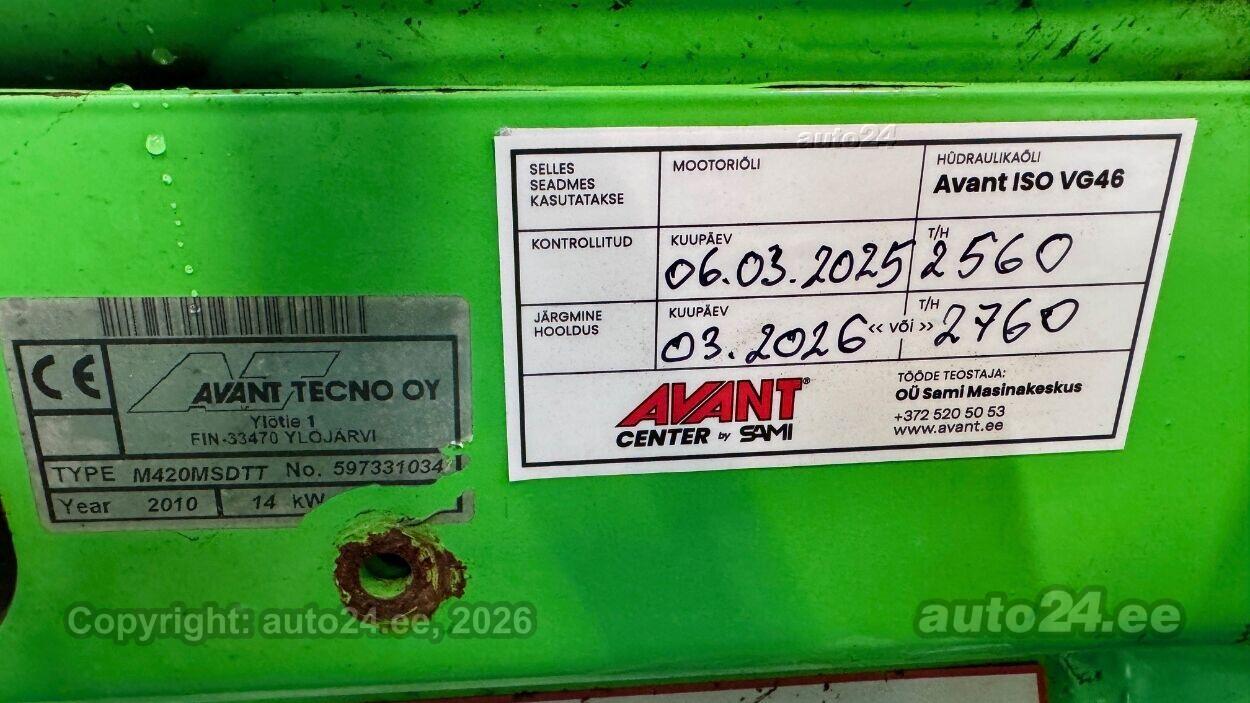 auto24
SELLES
SEADMES
KASUTATAKSE
MOOTORIÕLI
HÜDRAULIKAÕLI
Avant ISO VG46
KONTROLLITUD
KUUPÄEV
06.03.2025
T/H
2560
JÄRGMINE
HOOLDUS
KUUPÄEV
03.2026
<< või >>
T/H
2760
AVANT®
CENTER by SAMI
TÖÖDE TEOSTAJA:
OÜ Sami Masinakeskus
+372 520 50 53
www.avant.ee
CE
AT
AVANT TECNO OY
Ylötie 1
FIN-33470 YLÖJÄRVI
TYPE M420MSDTT No. 597331034
Year 2010 14 kW
Copyright: auto24.ee, 2026
auto24.ee